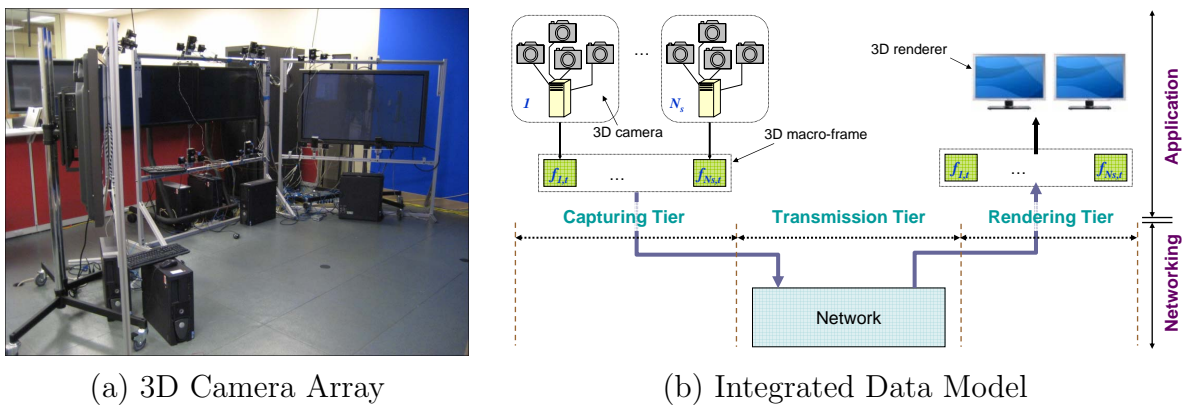 ...
1
N_s
3D camera
3D renderer
3D macro-frame
f_{1,t}
...
f_{Ns,t}
f_{1,t}
...
f_{Ns,t}
Application
Capturing Tier
Transmission Tier
Rendering Tier
Networking
Network
(a) 3D Camera Array
(b) Integrated Data Model